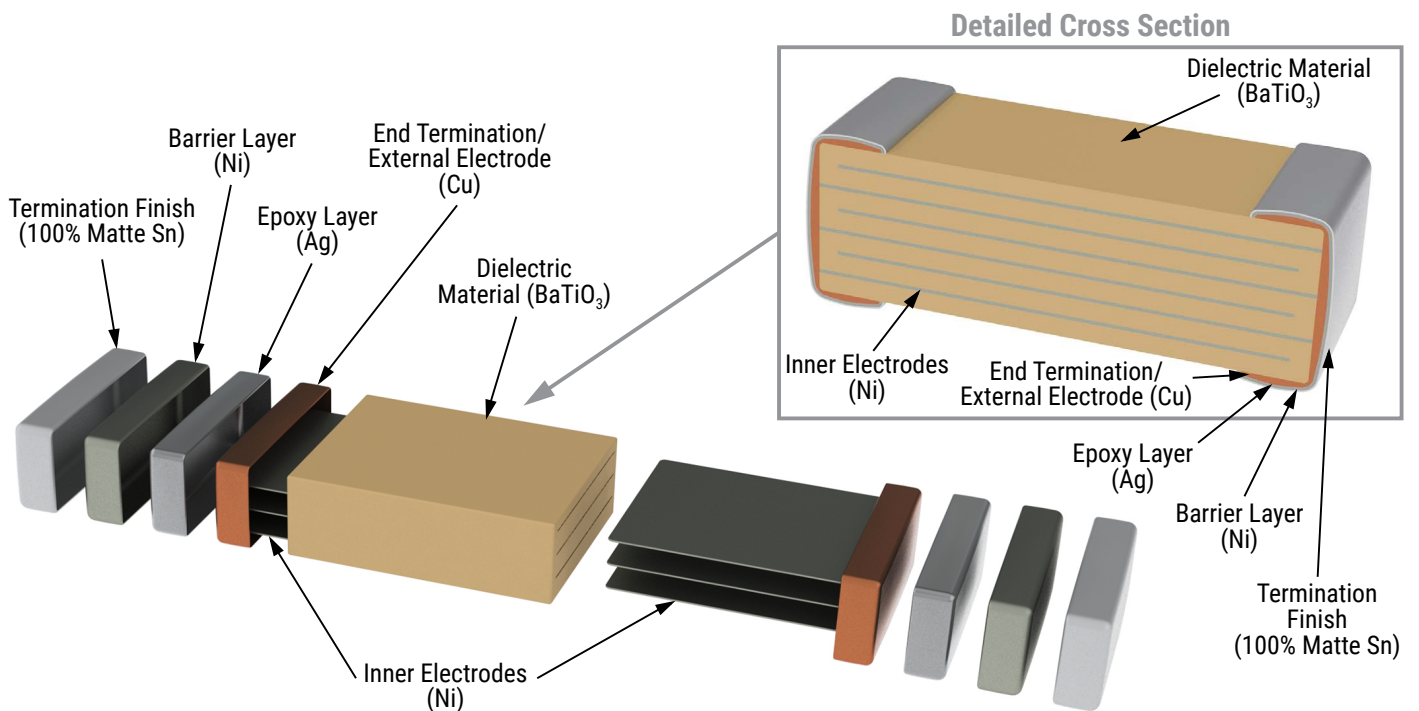 Detailed Cross Section
Dielectric Material
(BaTiO₃)
End Termination/
External Electrode
(Cu)
Barrier Layer
(Ni)
Epoxy Layer
(Ag)
Termination Finish
(100% Matte Sn)
Dielectric
Material (BaTiO₃)
Inner Electrodes
(Ni)
End Termination/
External Electrode (Cu)
Epoxy Layer
(Ag)
Barrier Layer
(Ni)
Termination
Finish
(100% Matte Sn)
Inner Electrodes
(Ni)